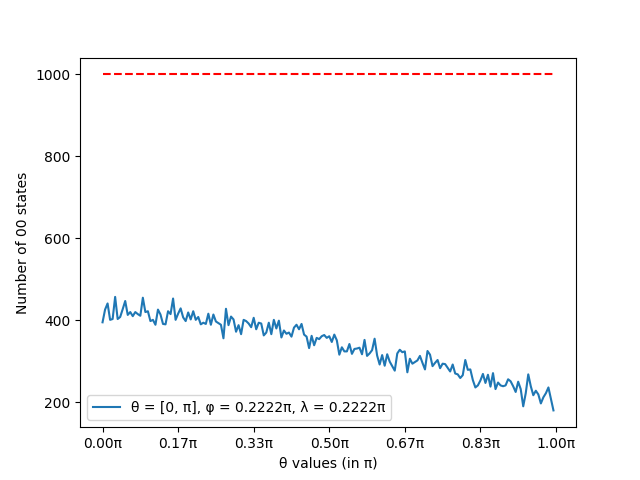 1000
800
600
400
200
Number of 00 states
θ = [0, π], φ = 0.2222π, λ = 0.2222π
0.00π 0.17π 0.33π 0.50π 0.67π 0.83π 1.00π
θ values (in π)